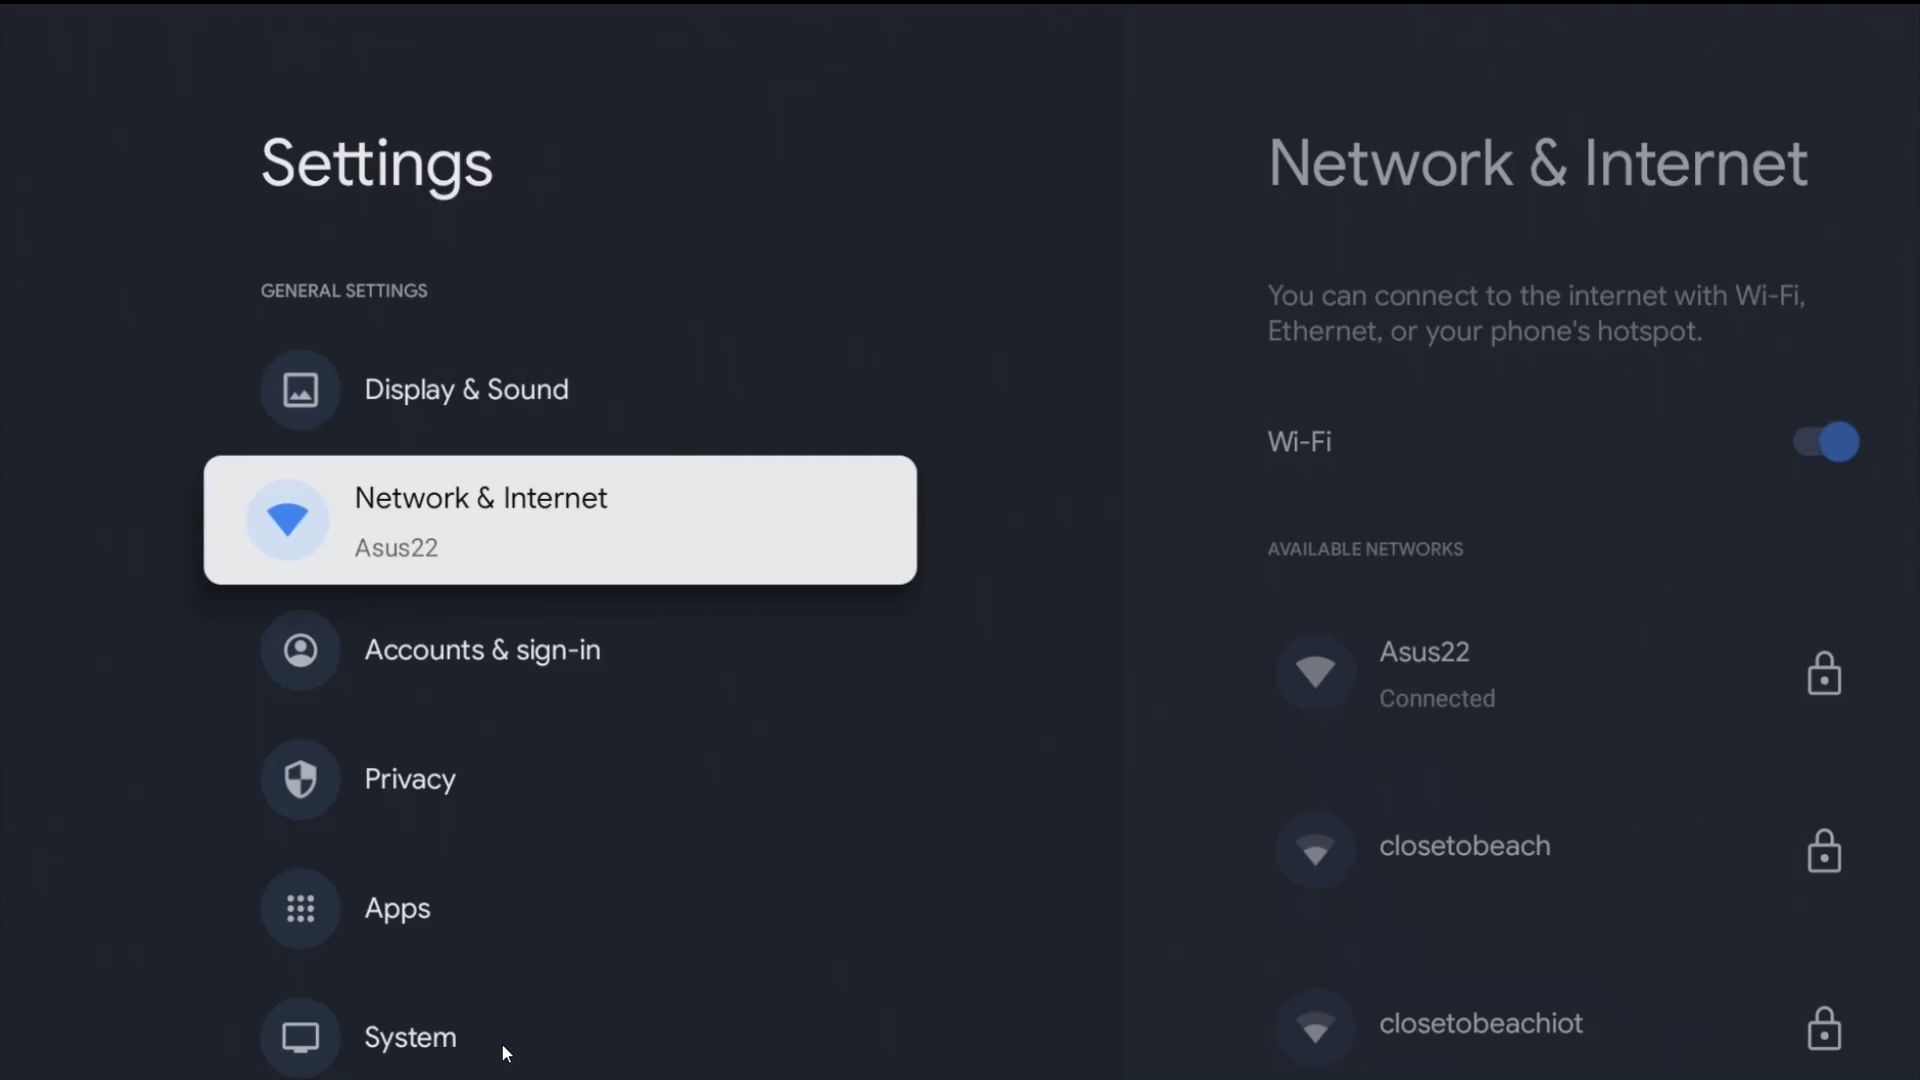 Settings
GENERAL SETTINGS
Display & Sound
Network & Internet
Asus22
Accounts & sign-in
Privacy
Apps
System
Network & Internet
You can connect to the internet with Wi-Fi,
Ethernet, or your phone's hotspot.
Wi-Fi
AVAILABLE NETWORKS
Asus22
Connected
closetobeach
closetobeachiot